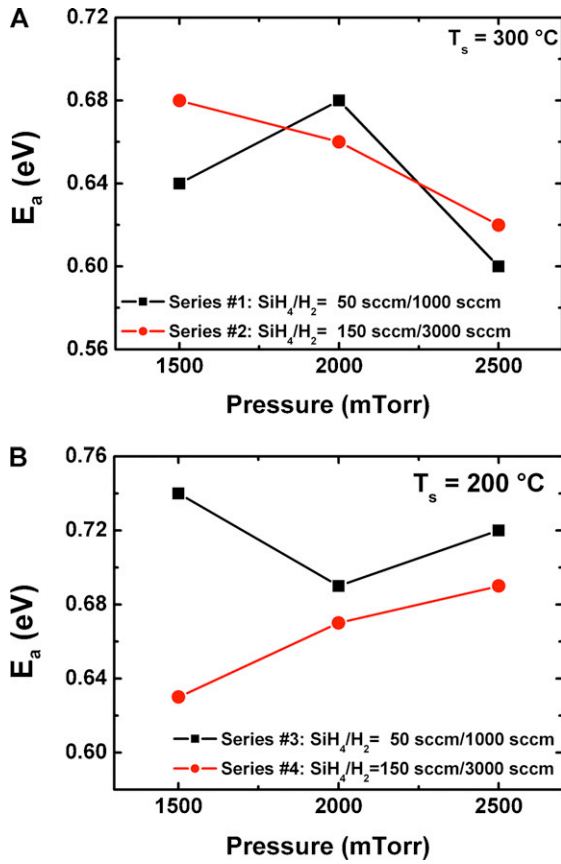 A
T_s = 300 °C
E_a (eV)
0.68
0.64
0.60
0.56
Series #1: SiH_4/H_2= 50 sccm/1000 sccm
Series #2: SiH_4/H_2= 150 sccm/3000 sccm
1500 2000 2500
Pressure (mTorr)
B
T_s = 200 °C
E_a (eV)
0.76
0.72
0.68
0.64
0.60
Series #3: SiH_4/H_2= 50 sccm/1000 sccm
Series #4: SiH_4/H_2=150 sccm/3000 sccm
1500 2000 2500
Pressure (mTorr)